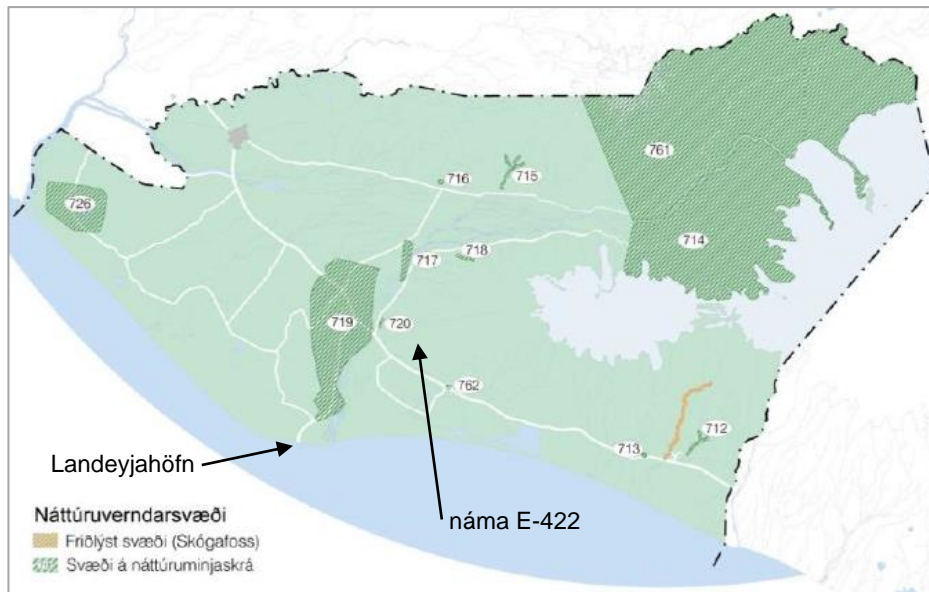 761
716
715
726
714
717
718
719
720
762
712
713
Landeyjahöfn
náma E-422
Náttúruverndarsvæði
Friðlýst svæði (Skógafoss)
Svæði á náttúruminjaskrá